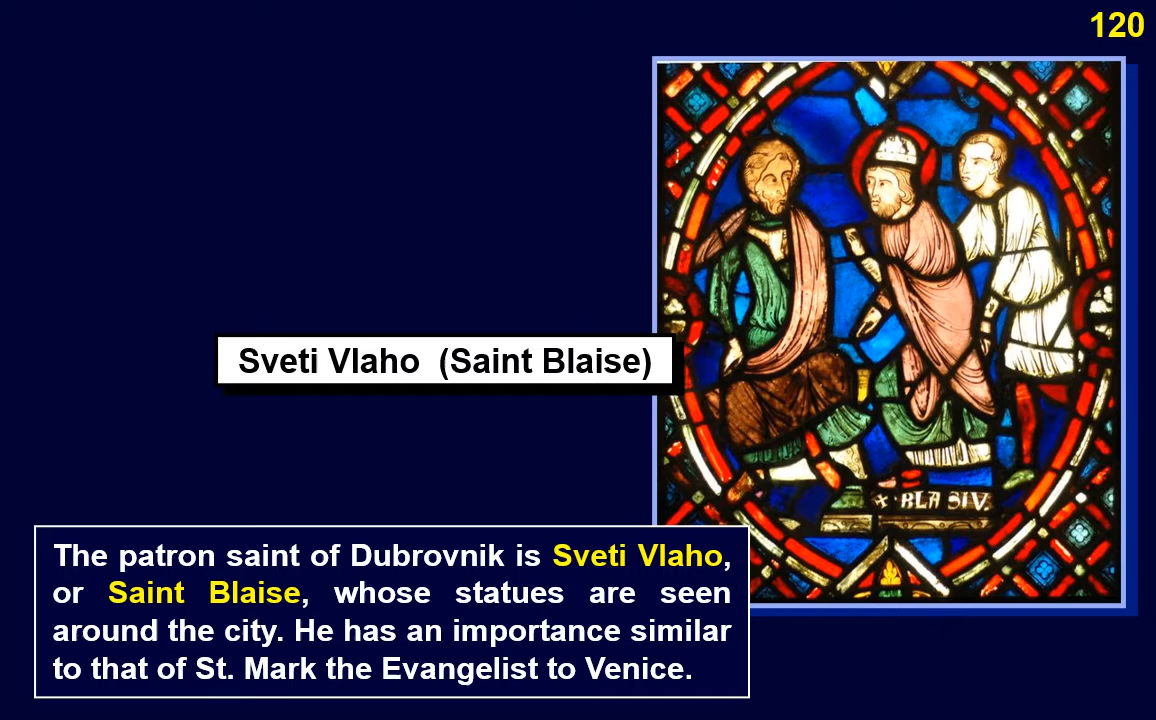 120
Sveti Vlaho (Saint Blaise)
+ BLASIV.
The patron saint of Dubrovnik is Sveti Vlaho,
or Saint Blaise, whose statues are seen
around the city. He has an importance similar
to that of St. Mark the Evangelist to Venice.